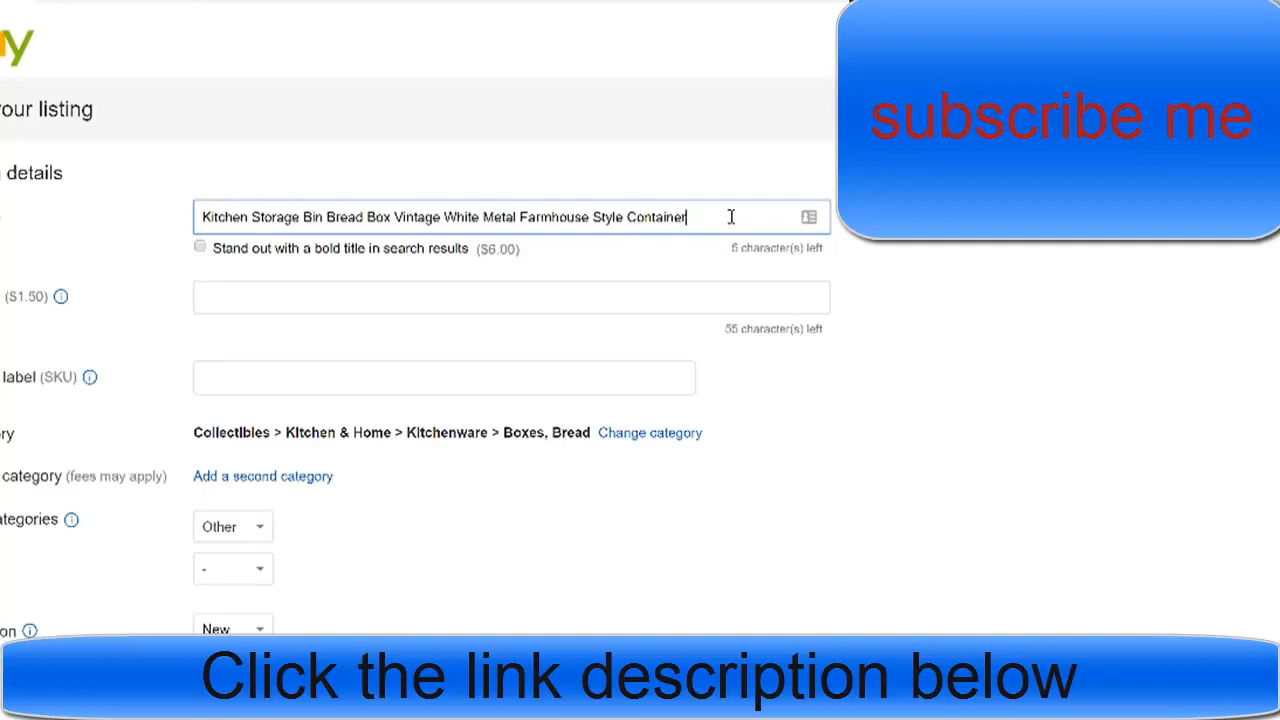 y
our listing
details
Kitchen Storage Bin Bread Box Vintage White Metal Farmhouse Style Container
Stand out with a bold title in search results ($6.00)
5 character(s) left
($1.50)
55 character(s) left
label (SKU)
ry
Collectibles > Kitchen & Home > Kitchenware > Boxes, Bread Change category
category (fees may apply)
Add a second category
ategories
Other
-
on
New
subscribe me
Click the link description below